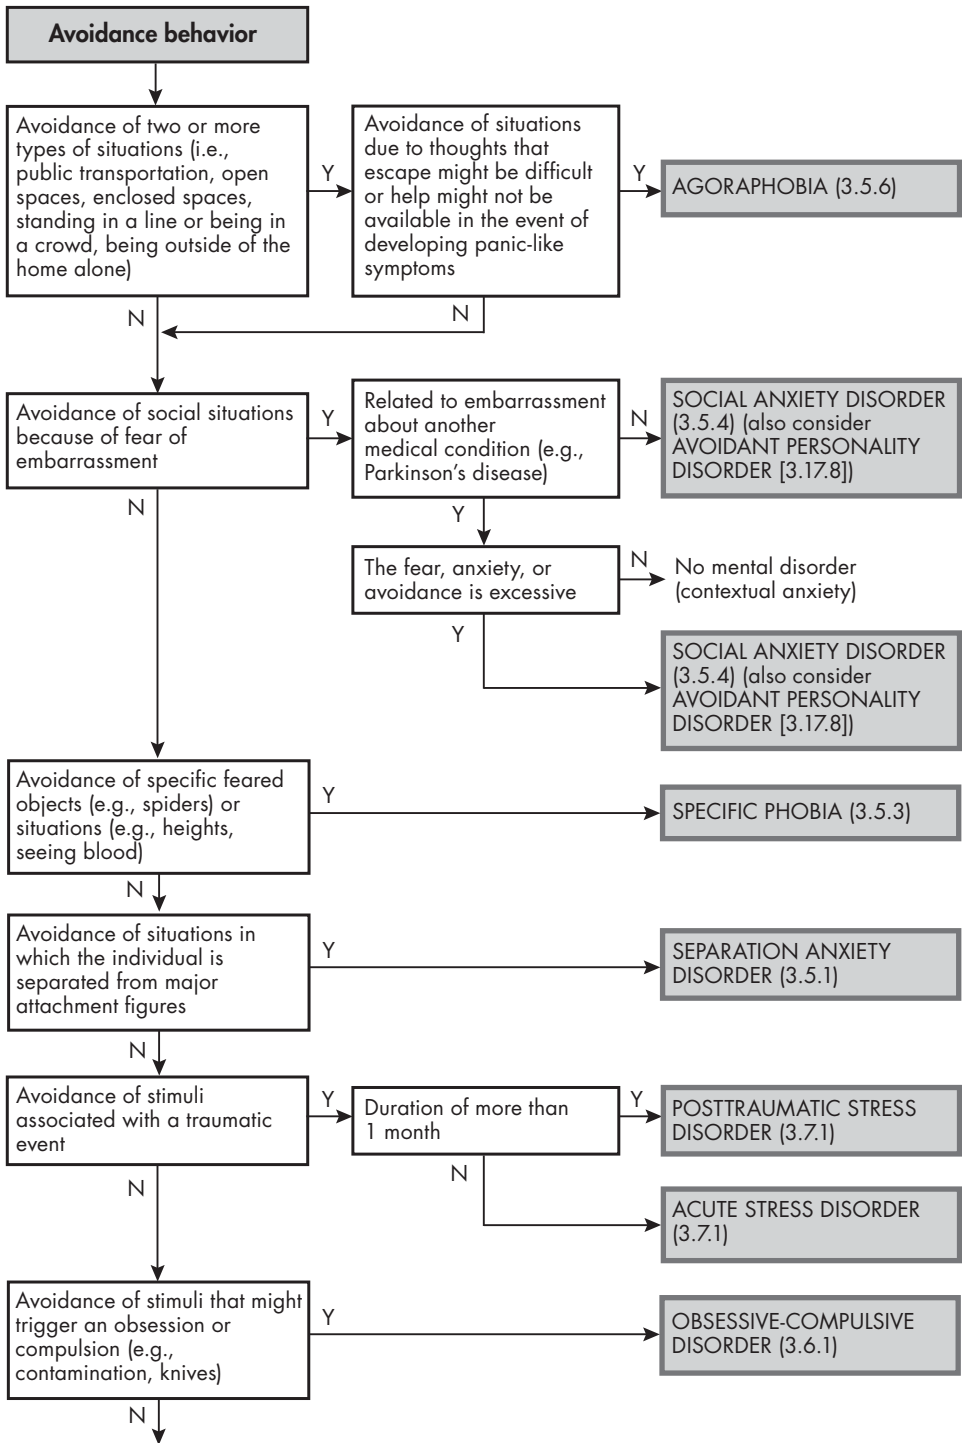 Avoidance behavior
Avoidance of two or more
types of situations (i.e.,
public transportation, open
spaces, enclosed spaces,
standing in a line or being in
a crowd, being outside of the
home alone)
Y
Avoidance of situations
due to thoughts that
escape might be difficult
or help might not be
available in the event of
developing panic-like
symptoms
Y
AGORAPHOBIA (3.5.6)
N
N
Avoidance of social situations
because of fear of
embarrassment
Y
Related to embarrassment
about another
medical condition (e.g.,
Parkinson’s disease)
N
SOCIAL ANXIETY DISORDER
(3.5.4) (also consider
AVOIDANT PERSONALITY
DISORDER [3.17.8])
N
Y
The fear, anxiety, or
avoidance is excessive
N
No mental disorder
(contextual anxiety)
Y
SOCIAL ANXIETY DISORDER
(3.5.4) (also consider
AVOIDANT PERSONALITY
DISORDER [3.17.8])
Avoidance of specific feared
objects (e.g., spiders) or
situations (e.g., heights,
seeing blood)
Y
SPECIFIC PHOBIA (3.5.3)
N
Avoidance of situations in
which the individual is
separated from major
attachment figures
Y
SEPARATION ANXIETY
DISORDER (3.5.1)
N
Avoidance of stimuli
associated with a traumatic
event
Y
Duration of more than
1 month
Y
POSTTRAUMATIC STRESS
DISORDER (3.7.1)
N
N
ACUTE STRESS DISORDER
(3.7.1)
Avoidance of stimuli that might
trigger an obsession or
compulsion (e.g.,
contamination, knives)
Y
OBSESSIVE-COMPULSIVE
DISORDER (3.6.1)
N